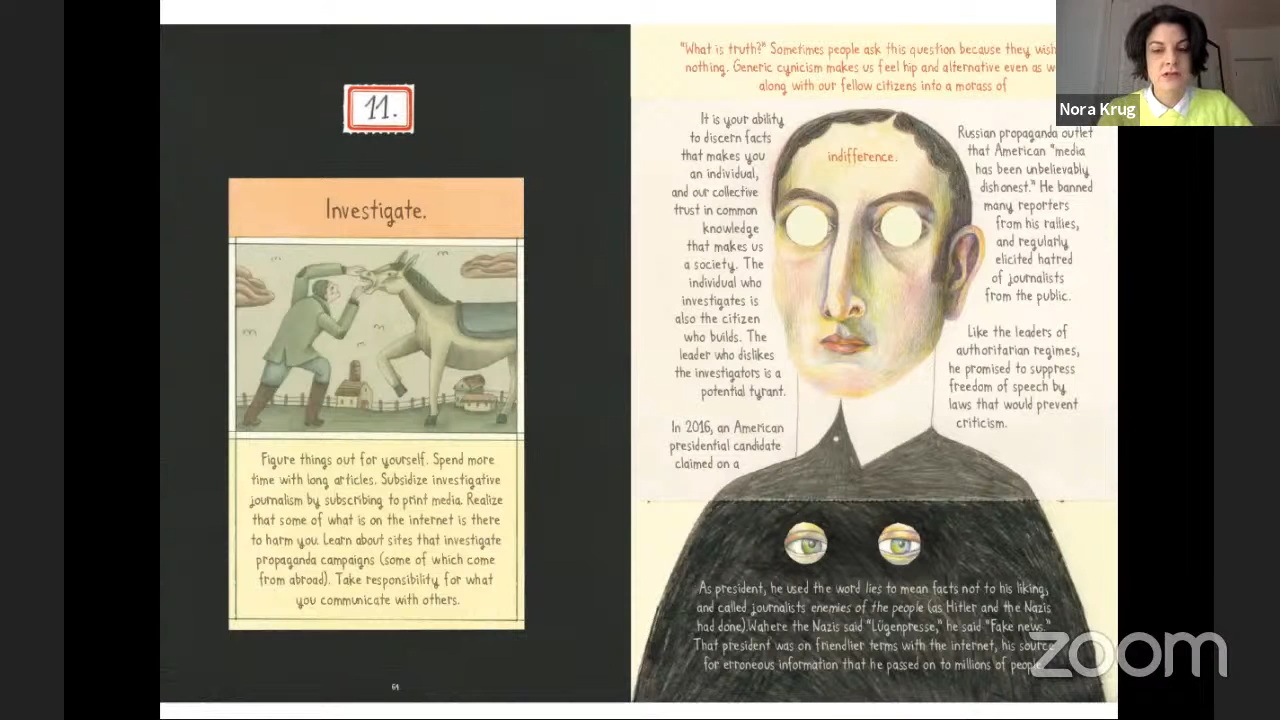 11.
Investigate.
Figure things out for yourself. Spend more
time with long articles. Subsidize investigative
journalism by subscribing to print media. Realize
that some of what is on the internet is there
to harm you. Learn about sites that investigate
propaganda campaigns (some of which come
from abroad). Take responsibility for what
you communicate with others.
64
"What is truth?" Sometimes people ask this question because they wish
nothing. Generic cynicism makes us feel hip and alternative even as w
along with our fellow citizens into a morass of
indifference.
It is your ability
to discern facts
that makes you
an individual,
and our collective
trust in common
knowledge
that makes us
a society. The
individual who
investigates is
also the citizen
who builds. The
leader who dislikes
the investigators is a
potential tyrant.
In 2016, an American
presidential candidate
claimed on a
Russian propaganda outlet
that American "media
has been unbelievably
dishonest." He banned
many reporters
from his rallies,
and regularly
elicited hatred
of journalists
from the public.
Like the leaders of
authoritarian regimes,
he promised to suppress
freedom of speech by
laws that would prevent
criticism.
As president, he used the word lies to mean facts not to his liking,
and called journalists enemies of the people (as Hitler and the Nazis
had done).Wahere the Nazis said "Lügenpresse," he said "Fake news."
That president was on friendlier terms with the internet, his source
for erroneous information that he passed on to millions of people.
Nora Krug
zoom